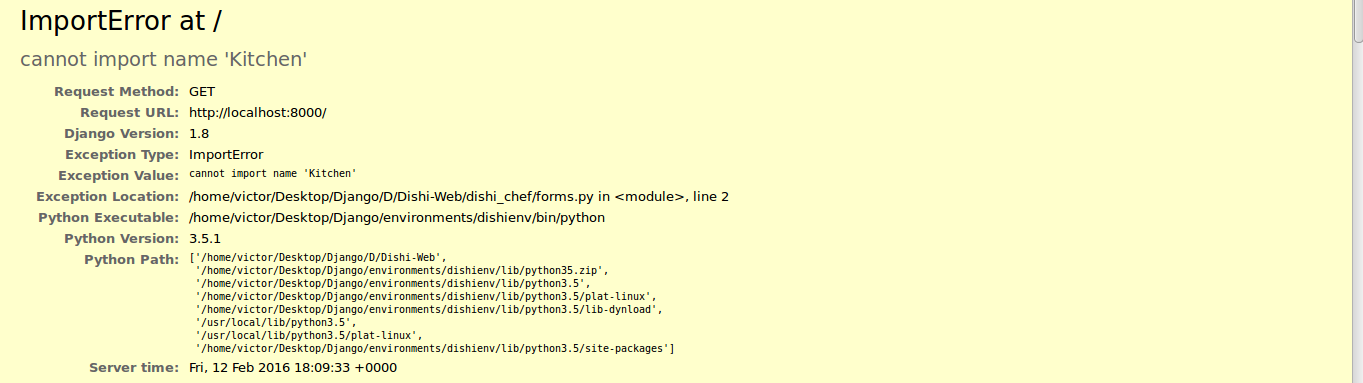 ImportError at /
cannot import name 'Kitchen'
Request Method: GET
Request URL: http://localhost:8000/
Django Version: 1.8
Exception Type: ImportError
Exception Value: cannot import name 'Kitchen'
Exception Location: /home/victor/Desktop/Django/D/Dishi-Web/dishi_chef/forms.py in <module>, line 2
Python Executable: /home/victor/Desktop/Django/environments/dishienv/bin/python
Python Version: 3.5.1
Python Path: ['/home/victor/Desktop/Django/D/Dishi-Web',
'/home/victor/Desktop/Django/environments/dishienv/lib/python35.zip',
'/home/victor/Desktop/Django/environments/dishienv/lib/python3.5',
'/home/victor/Desktop/Django/environments/dishienv/lib/python3.5/plat-linux',
'/home/victor/Desktop/Django/environments/dishienv/lib/python3.5/lib-dynload',
'/usr/local/lib/python3.5',
'/usr/local/lib/python3.5/plat-linux',
'/home/victor/Desktop/Django/environments/dishienv/lib/python3.5/site-packages']
Server time: Fri, 12 Feb 2016 18:09:33 +0000